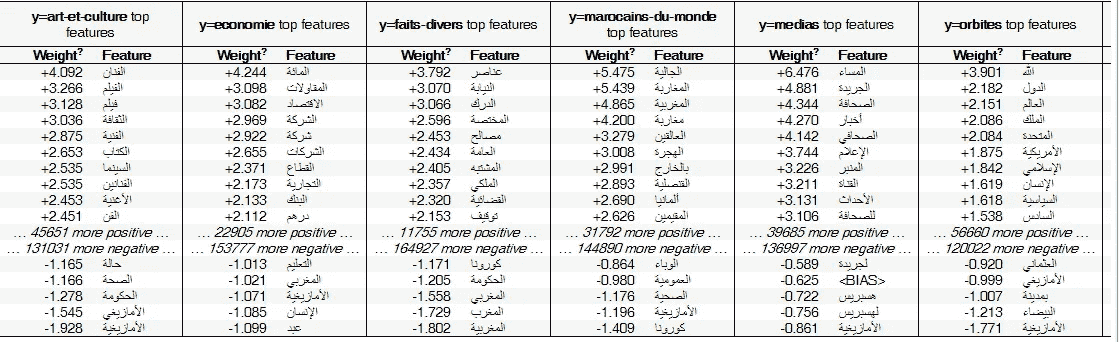 y=art-et-culture top features y=economie top features y=faits-divers top features y=marocains-du-monde top features y=medias top features y=orbites top features
Weight? Feature Weight? Feature Weight? Feature Weight? Feature Weight? Feature Weight? Feature
+4.092 الفنان +4.244 المائة +3.792 عناصر +5.475 الجالية +6.476 المساء +3.901 الله
+3.266 الفيلم +3.098 المقاولات +3.070 النيابة +5.439 المغاربة +4.881 الجريدة +2.182 الدول
+3.128 فيلم +3.082 الاقتصاد +3.066 الدرك +4.865 المغربية +4.344 الصحافة +2.151 العالم
+3.036 الثقافة +2.969 الشركة +2.596 المختصة +4.200 مغاربة +4.270 أخبار +2.086 الملك
+2.875 الفنية +2.922 شركة +2.453 مصالح +3.279 العالقين +4.142 الصحافي +2.084 المتحدة
+2.653 الكتاب +2.655 الشركات +2.434 العامة +3.008 الهجرة +3.744 الإعلام +1.875 الأمريكية
+2.535 السينما +2.371 القطاع +2.405 المشتبه +2.991 بالخارج +3.226 المنبر +1.842 الإسلامي
+2.535 الفنانين +2.173 التجارية +2.357 الملكي +2.893 القنصلية +3.211 القناة +1.619 الإنسان
+2.453 الأغنية +2.133 البنك +2.320 القضائية +2.690 ألمانيا +3.131 الأحداث +1.618 السياسية
+2.451 الفن +2.112 درهم +2.153 توقيف +2.626 المقيمين +3.106 للصحافة +1.538 السادس
… 45651 more positive … … 22905 more positive … … 11755 more positive … … 31792 more positive … … 39685 more positive … … 56660 more positive …
… 131031 more negative … … 153777 more negative … … 164927 more negative … … 144890 more negative … … 136997 more negative … … 120022 more negative …
-1.165 حالة -1.013 التعليم -1.171 كورونا -0.864 الوباء -0.589 لجريدة -0.920 العلماني
-1.166 الصحة -1.021 المغربي -1.205 الحكومة -0.980 العمومية -0.625 <BIAS> -0.999 الأمازيغي
-1.278 الحكومة -1.071 الأمازيغية -1.558 المغربي -1.176 الصحية -0.722 هسبريس -1.007 بمدينة
-1.545 الأمازيغي -1.085 الإنسان -1.729 المغرب -1.196 الأمازيغية -0.756 لهسبريس -1.213 البيضاء
-1.928 الأمازيغية -1.099 عبد -1.802 المغربية -1.409 كورونا -0.861 الأمازيغية -1.771 الأمازيغية